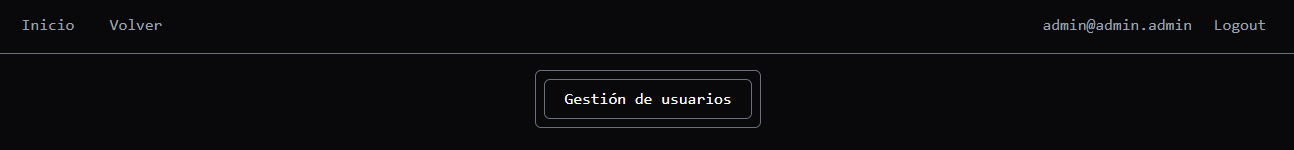 Inicio Volver admin@admin.admin Logout
Gestión de usuarios